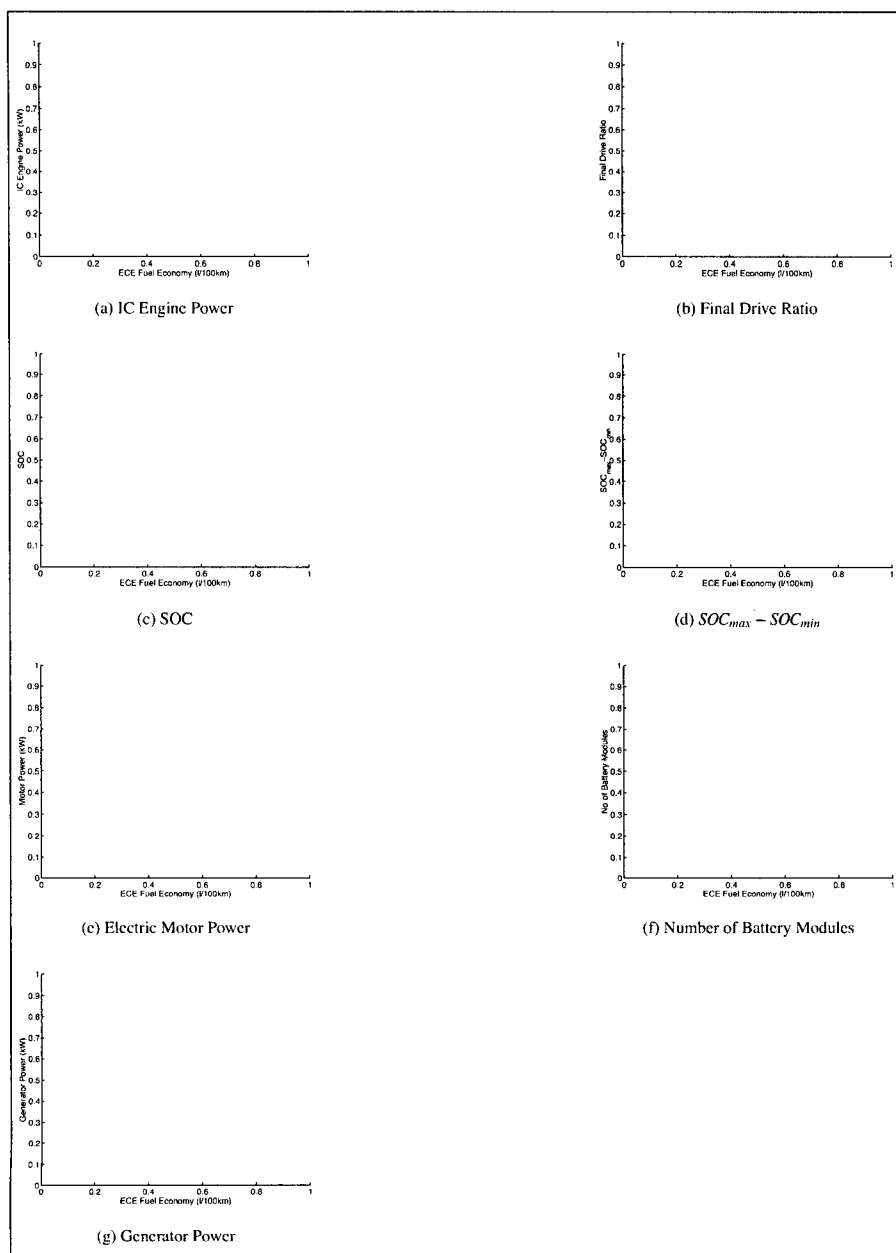 1
0.9
0.8
0.7
0.6
0.5
0.4
0.3
0.2
0.1
0
IC Engine Power (kW)
0 0.2 0.4 0.6 0.8 1
ECE Fuel Economy (l/100km)
(a) IC Engine Power
1
0.9
0.8
0.7
0.6
0.5
0.4
0.3
0.2
0.1
0
Final Drive Ratio
0 0.2 0.4 0.6 0.8 1
ECE Fuel Economy (l/100km)
(b) Final Drive Ratio
1
0.9
0.8
0.7
0.6
0.5
0.4
0.3
0.2
0.1
0
SOC
0 0.2 0.4 0.6 0.8 1
ECE Fuel Economy (l/100km)
(c) SOC
1
0.9
0.8
0.7
0.6
0.5
0.4
0.3
0.2
0.1
0
SOCmax-SOCmin
0 0.2 0.4 0.6 0.8 1
ECE Fuel Economy (l/100km)
(d) SOCmax – SOCmin
1
0.9
0.8
0.7
0.6
0.5
0.4
0.3
0.2
0.1
0
Motor Power (kW)
0 0.2 0.4 0.6 0.8 1
ECE Fuel Economy (l/100km)
(e) Electric Motor Power
1
0.9
0.8
0.7
0.6
0.5
0.4
0.3
0.2
0.1
0
No of Battery Modules
0 0.2 0.4 0.6 0.8 1
ECE Fuel Economy (l/100km)
(f) Number of Battery Modules
1
0.9
0.8
0.7
0.6
0.5
0.4
0.3
0.2
0.1
0
Generator Power (kW)
0 0.2 0.4 0.6 0.8 1
ECE Fuel Economy (l/100km)
(g) Generator Power